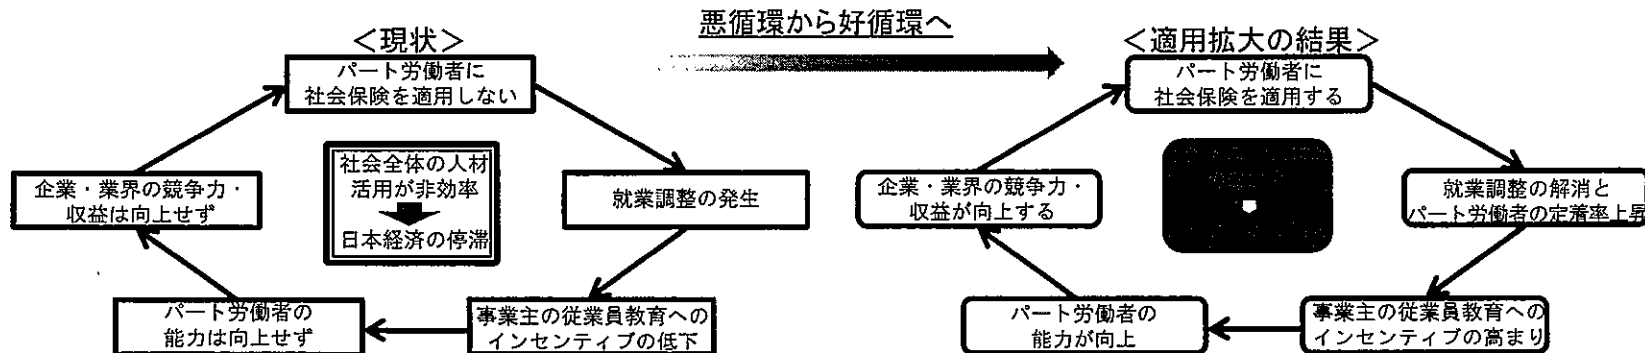 悪循環から好循環へ
＜現状＞
パート労働者に
社会保険を適用しない
就業調整の発生
事業主の従業員教育への
インセンティブの低下
パート労働者の
能力は向上せず
企業・業界の競争力・
収益は向上せず
社会全体の人材
活用が非効率
日本経済の停滞
＜適用拡大の結果＞
パート労働者に
社会保険を適用する
就業調整の解消と
パート労働者の定着率上昇
事業主の従業員教育への
インセンティブの高まり
パート労働者の
能力が向上
企業・業界の競争力・
収益が向上する